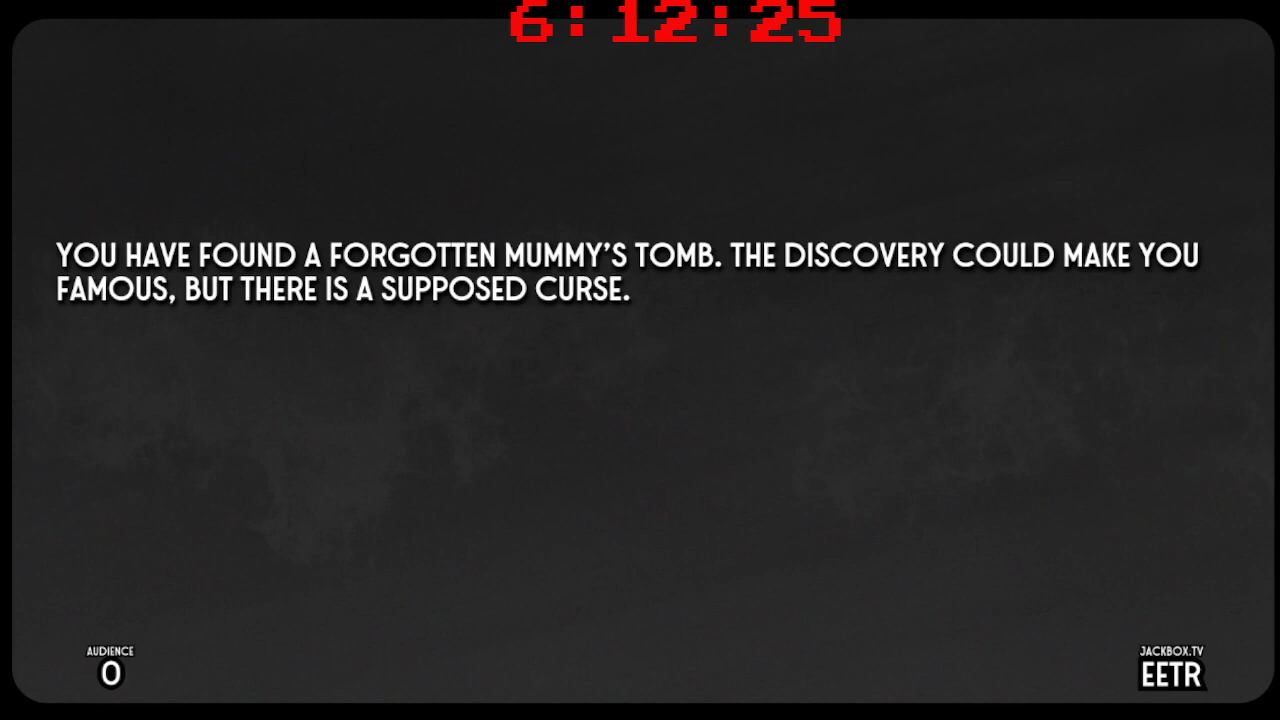 6:12:25
YOU HAVE FOUND A FORGOTTEN MUMMY'S TOMB. THE DISCOVERY COULD MAKE YOU
FAMOUS, BUT THERE IS A SUPPOSED CURSE.
AUDIENCE
0
JACKBOX.TV
EETR